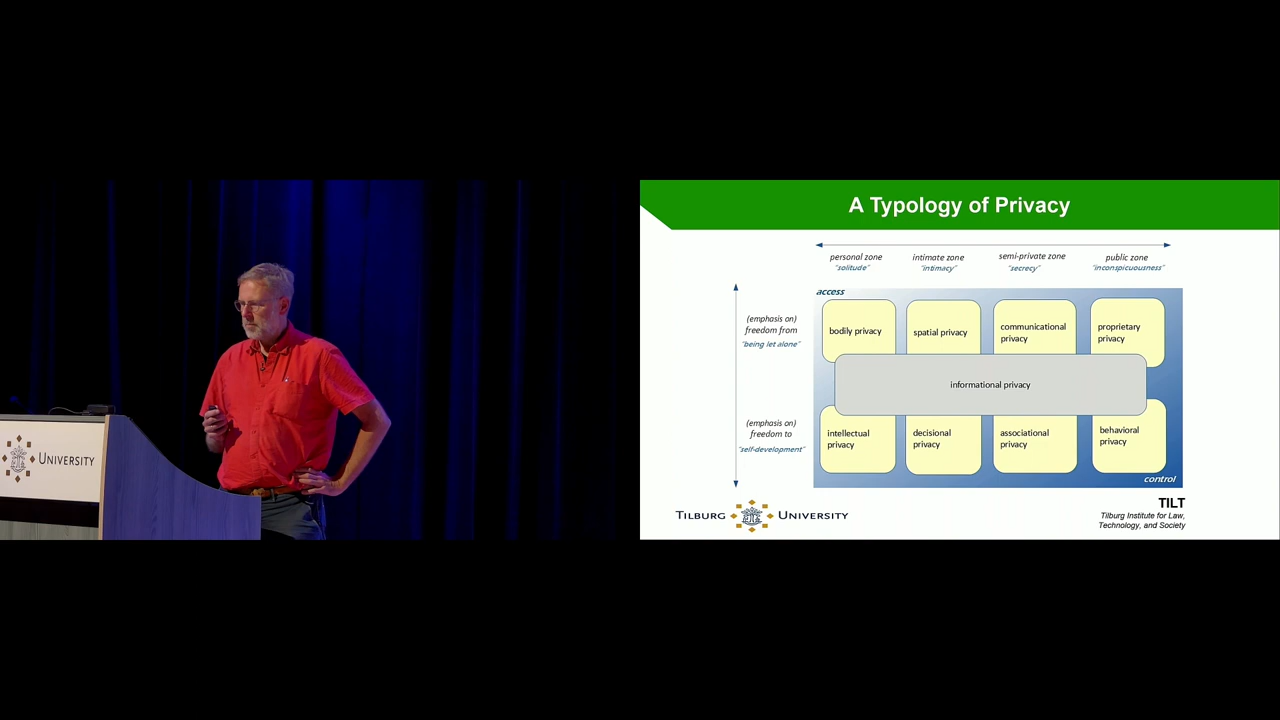 UNIVERSITY
A Typology of Privacy
personal zone
"solitude"
intimate zone
"intimacy"
semi-private zone
"secrecy"
public zone
"inconspicuousness"
access
(emphasis on)
freedom from
"being let alone"
bodily privacy
spatial privacy
communicational
privacy
proprietary
privacy
informational privacy
(emphasis on)
freedom to
"self-development"
intellectual
privacy
decisional
privacy
associational
privacy
behavioral
privacy
control
TILBURG UNIVERSITY
TILT
Tilburg Institute for Law,
Technology, and Society